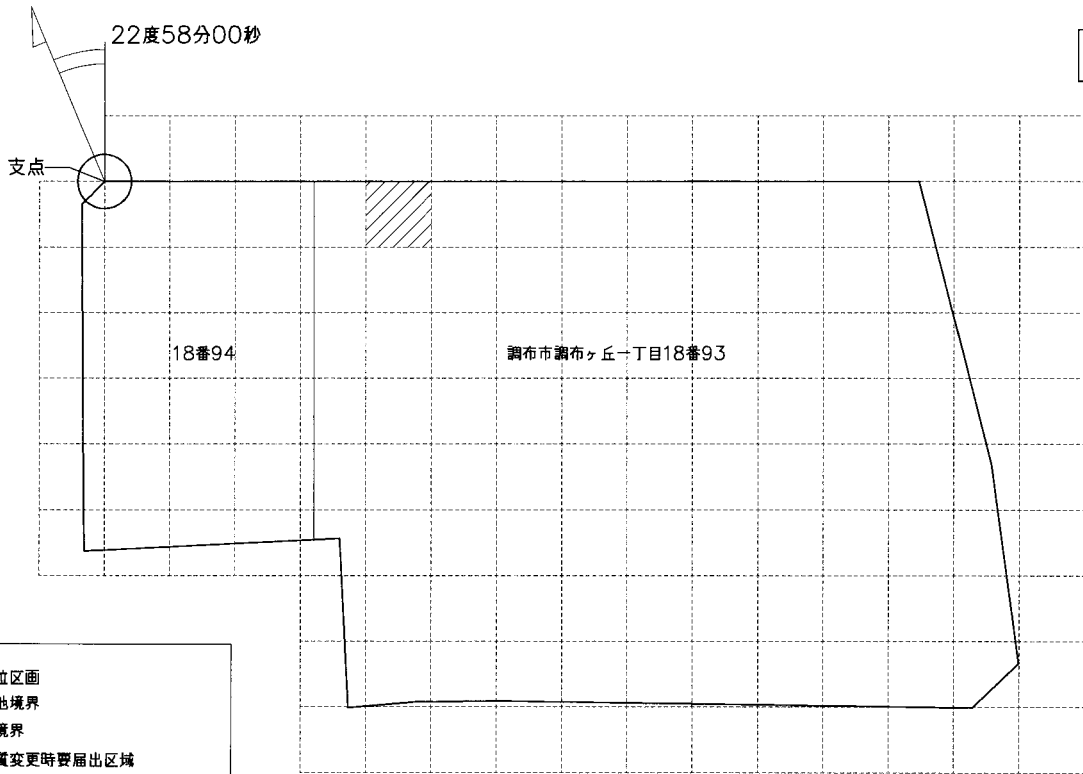 22度58分00秒
支点
18番94
調布市調布ヶ丘一丁目18番93
位区画
地境界
境界
質変更時要届出区域